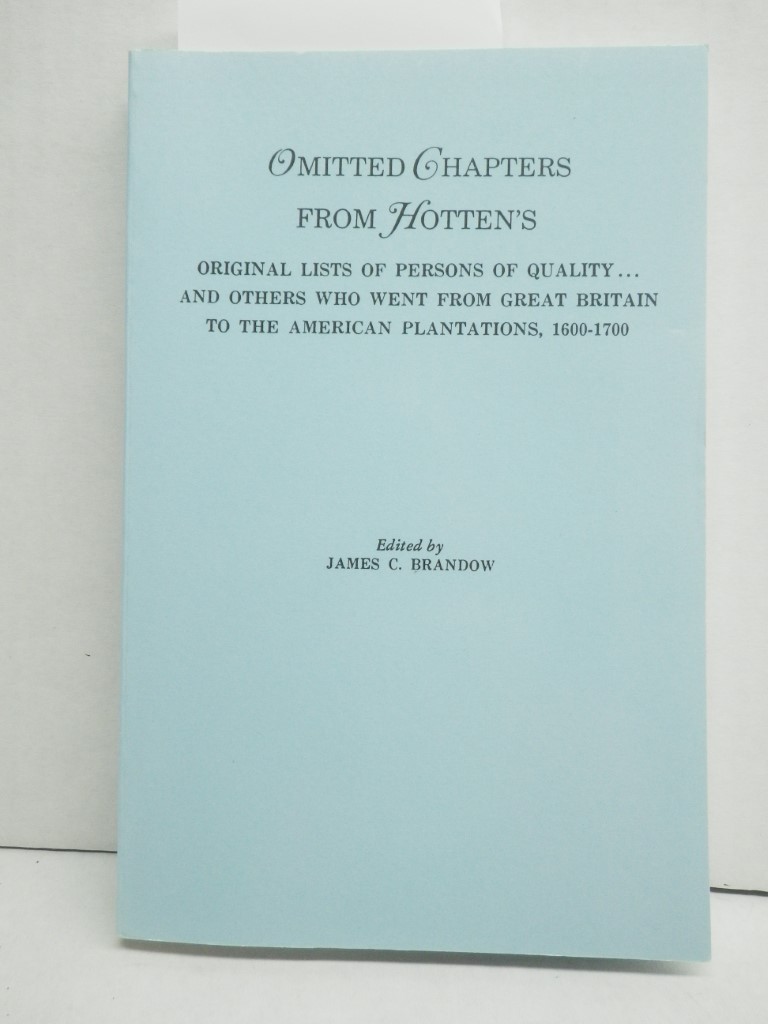 OMITTED CHAPTERS
FROM HOTTEN'S
ORIGINAL LISTS OF PERSONS OF QUALITY...
AND OTHERS WHO WENT FROM GREAT BRITAIN
TO THE AMERICAN PLANTATIONS, 1600-1700
Edited by
JAMES C. BRANDOW